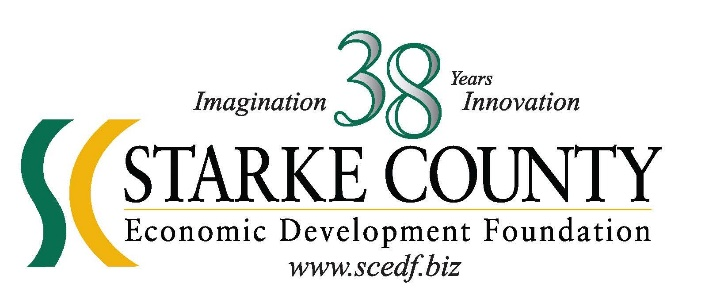 38 Years
Imagination Innovation
STARKE COUNTY
Economic Development Foundation
www.scedf.biz